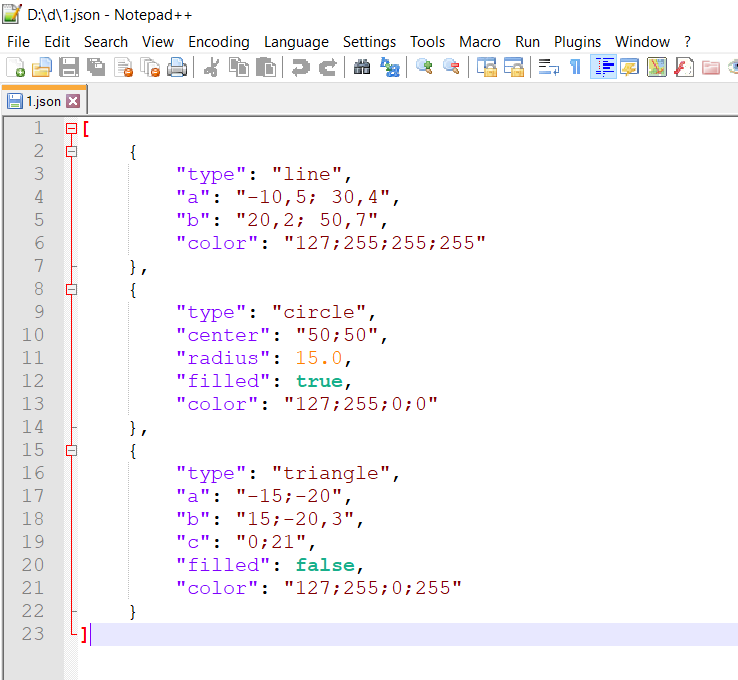 D:\d\1.json - Notepad++
File Edit Search View Encoding Language Settings Tools Macro Run Plugins Window ?
1.json
1 [
2     {
3         "type": "line",
4         "a": "-10,5; 30,4",
5         "b": "20,2; 50,7",
6         "color": "127;255;255;255"
7     },
8     {
9         "type": "circle",
10         "center": "50;50",
11         "radius": 15.0,
12         "filled": true,
13         "color": "127;255;0;0"
14     },
15     {
16         "type": "triangle",
17         "a": "-15;-20",
18         "b": "15;-20,3",
19         "c": "0;21",
20         "filled": false,
21         "color": "127;255;0;255"
22     }
23 ]